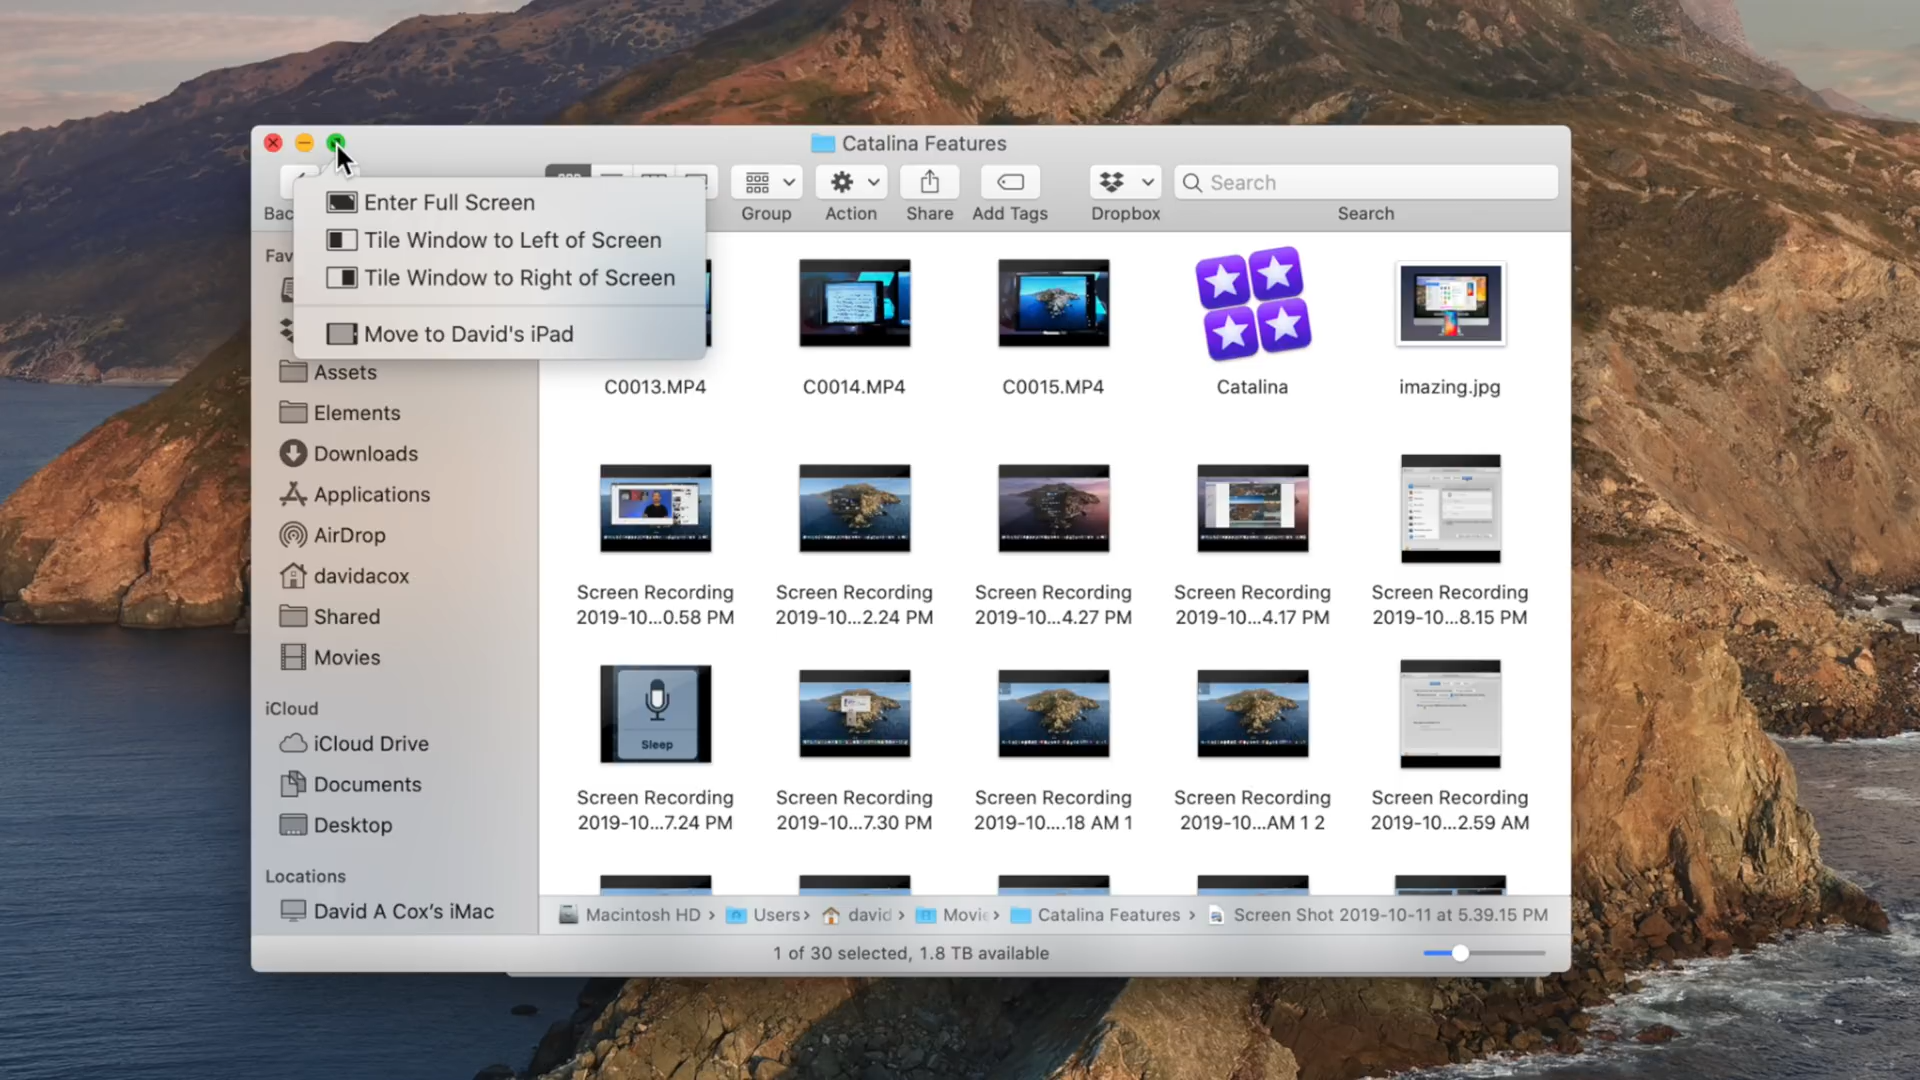 Catalina Features
Search
Bac
Group
Action
Share
Add Tags
Dropbox
Search
Enter Full Screen
Tile Window to Left of Screen
Tile Window to Right of Screen
Move to David's iPad
Fav
Assets
Elements
Downloads
Applications
AirDrop
davidacox
Shared
Movies
iCloud
iCloud Drive
Documents
Desktop
Locations
David A Cox’s iMac
C0013.MP4
C0014.MP4
C0015.MP4
Catalina
imazing.jpg
Screen Recording
2019-10...0.58 PM
Screen Recording
2019-10...2.24 PM
Screen Recording
2019-10...4.27 PM
Screen Recording
2019-10...4.17 PM
Screen Recording
2019-10...8.15 PM
Sleep
Screen Recording
2019-10...7.24 PM
Screen Recording
2019-10...7.30 PM
Screen Recording
2019-10....18 AM 1
Screen Recording
2019-10...AM 1 2
Screen Recording
2019-10...2.59 AM
Macintosh HD › Users › david › Movie › Catalina Features › Screen Shot 2019-10-11 at 5.39.15 PM
1 of 30 selected, 1.8 TB available